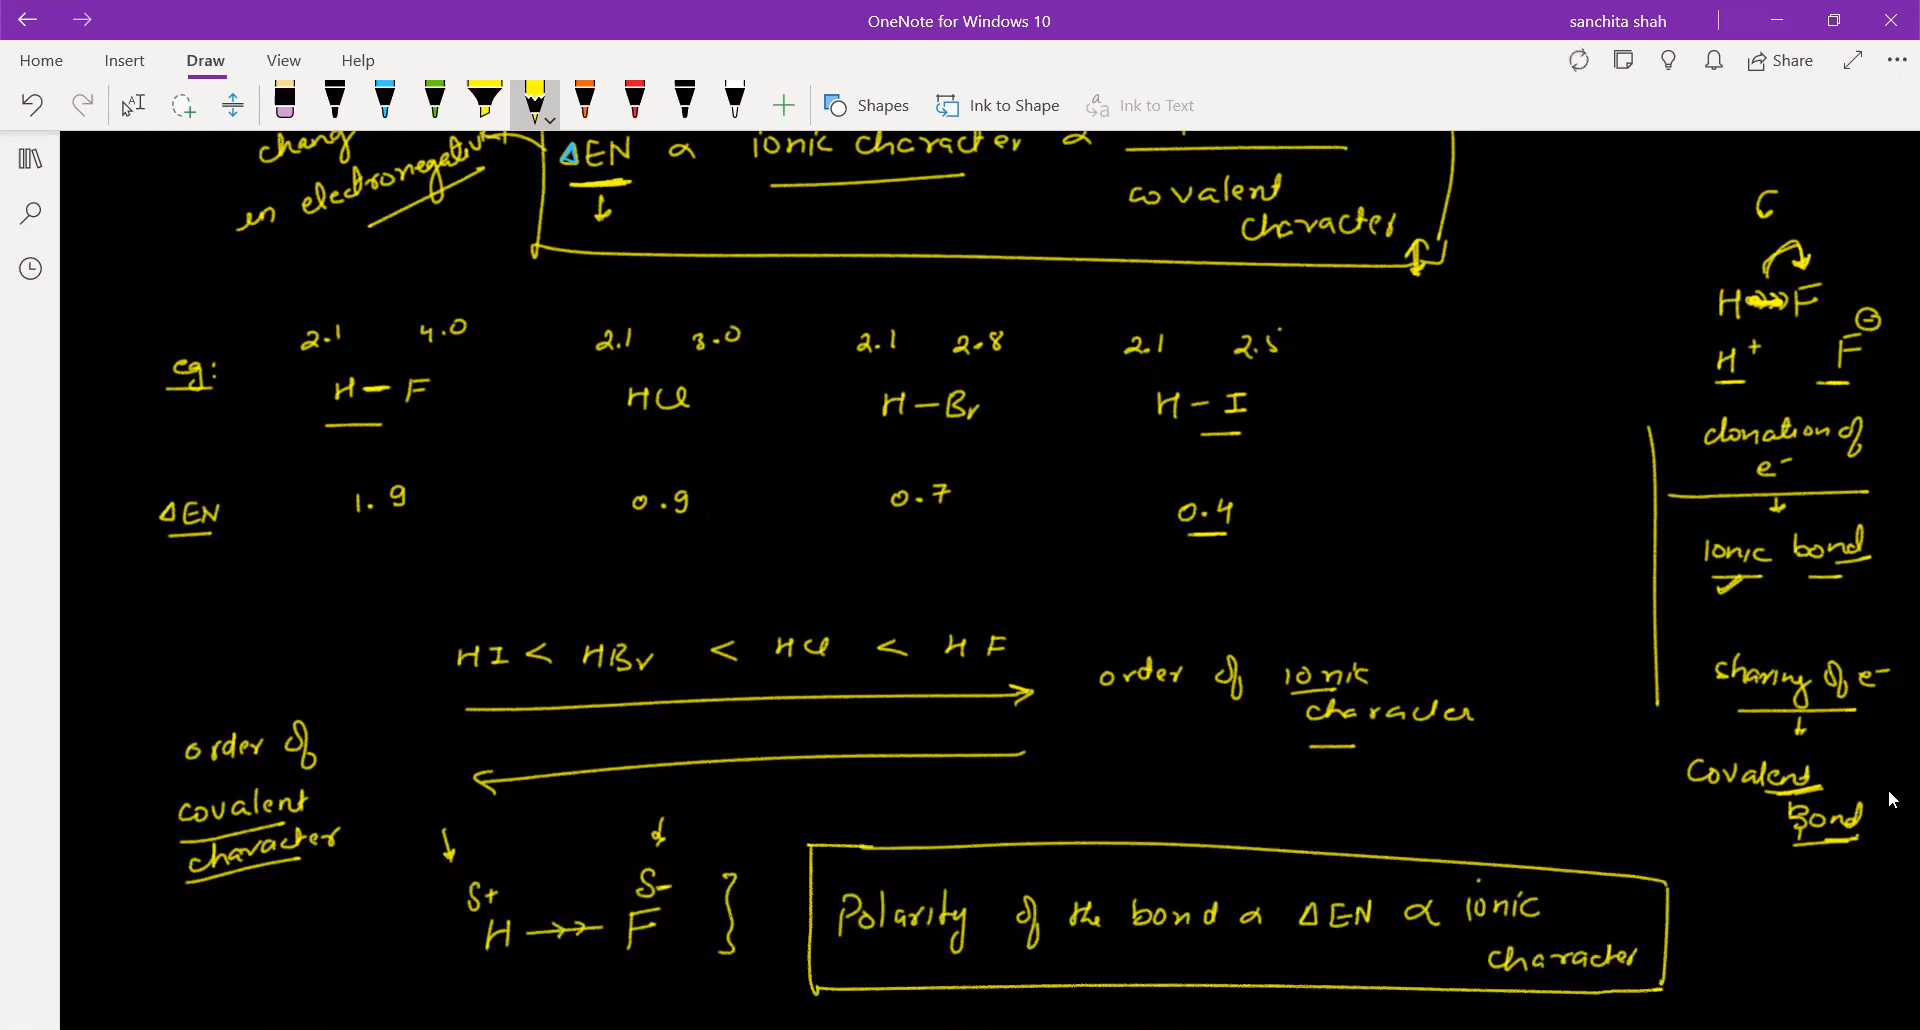 OneNote for Windows 10
sanchita shah
Home Insert Draw View Help
Share
Shapes Ink to Shape Ink to Text
chang
in electronegativi
ΔEN ∝ ionic character ∝
covalent
character
eg:
2.1 4.0 2.1 3.0 2.1 2.8 2.1 2.5
H - F HCl H - Br H - I
ΔEN 1.9 0.9 0.7 0.4
HI < HBr < HCl < HF
order of ionic
character
order of
covalent
character
δ+ δ-
H →→ F }
Polarity of the bond ∝ ΔEN ∝ ionic
character
H F
H+ F⊖
donation of
e-
ionic bond
sharing of e-
Covalent
Bond